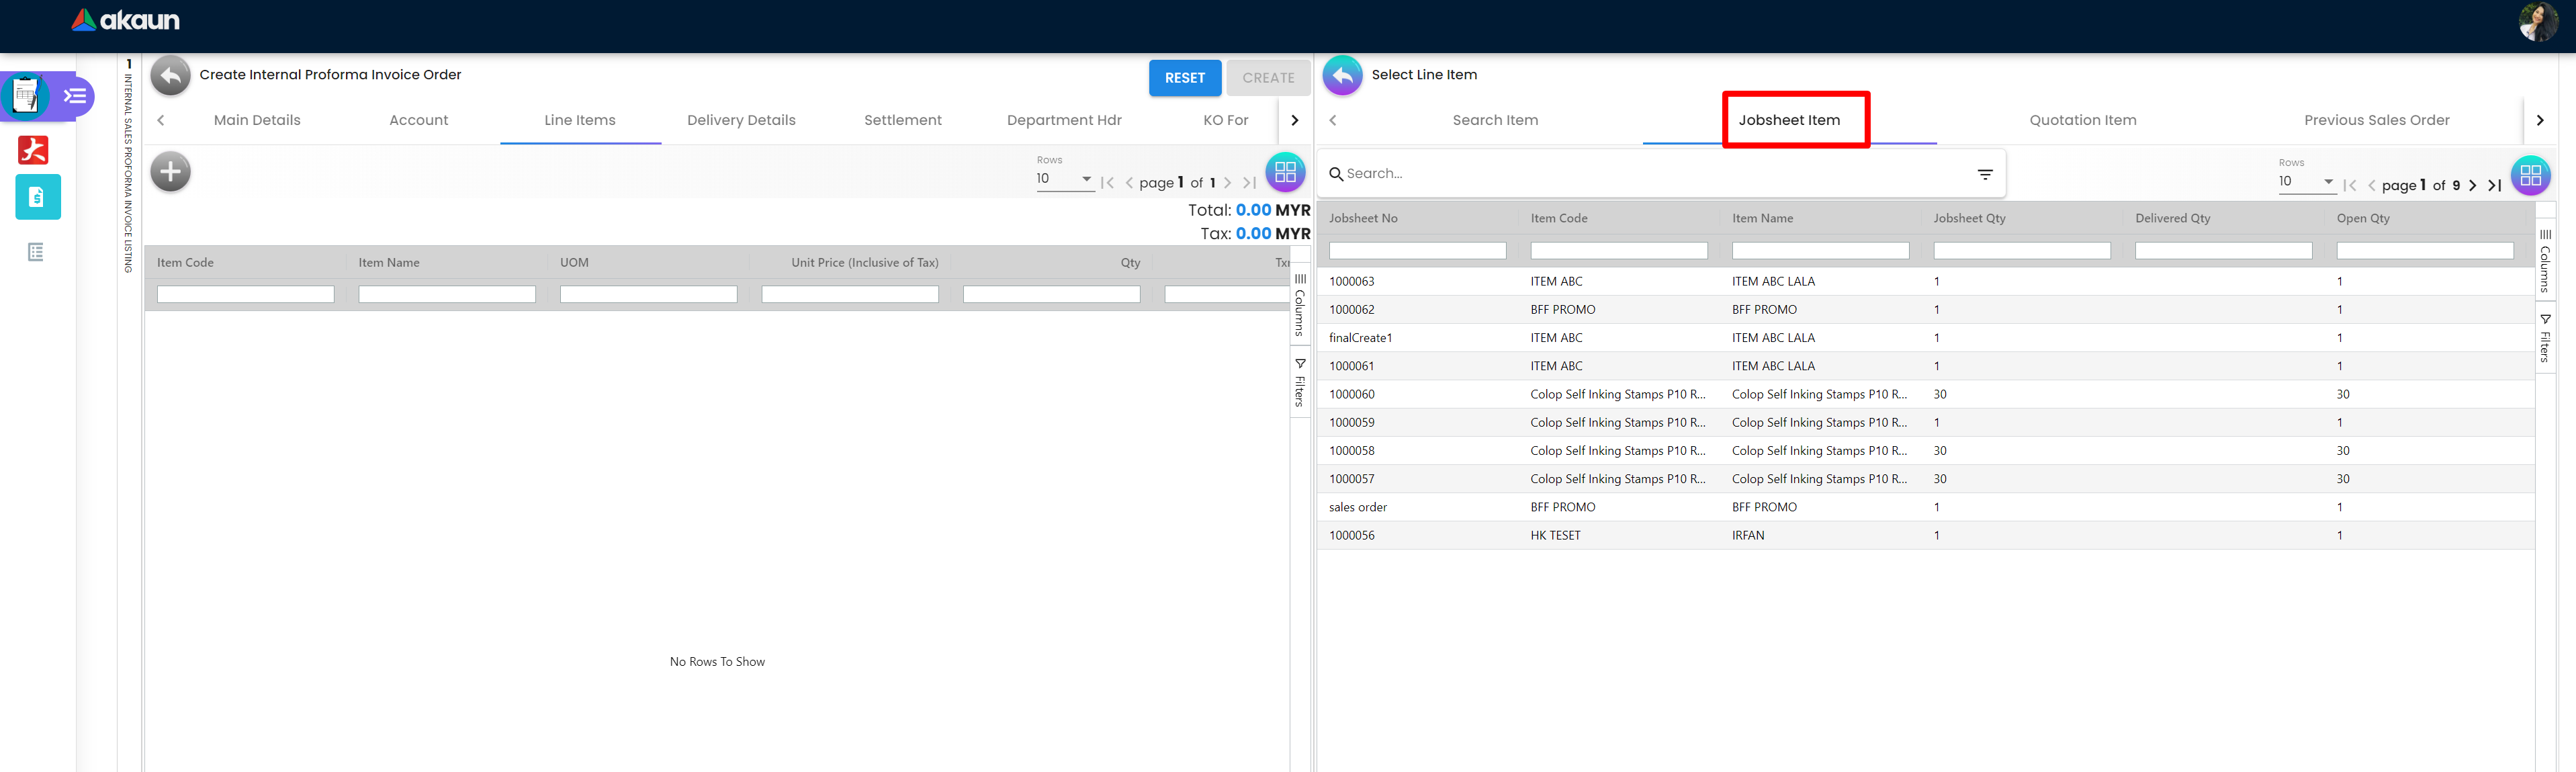 akaun
1 INTERNAL SALES PROFORMA INVOICE LISTING
Create Internal Proforma Invoice Order
RESET
CREATE
Main Details
Account
Line Items
Delivery Details
Settlement
Department Hdr
KO For
Rows
10
page 1 of 1
Total: 0.00 MYR
Tax: 0.00 MYR
Item Code
Item Name
UOM
Unit Price (Inclusive of Tax)
Qty
Txn
Columns
Filters
No Rows To Show
Select Line Item
Search Item
Jobsheet Item
Quotation Item
Previous Sales Order
Search...
Rows
10
page 1 of 9
Jobsheet No Item Code Item Name Jobsheet Qty Delivered Qty Open Qty
1000063 ITEM ABC ITEM ABC LALA 1 1
1000062 BFF PROMO BFF PROMO 1 1
finalCreate1 ITEM ABC ITEM ABC LALA 1 1
1000061 ITEM ABC ITEM ABC LALA 1 1
1000060 Colop Self Inking Stamps P10 R... Colop Self Inking Stamps P10 R... 30 30
1000059 Colop Self Inking Stamps P10 R... Colop Self Inking Stamps P10 R... 1 1
1000058 Colop Self Inking Stamps P10 R... Colop Self Inking Stamps P10 R... 30 30
1000057 Colop Self Inking Stamps P10 R... Colop Self Inking Stamps P10 R... 30 30
sales order BFF PROMO BFF PROMO 1 1
1000056 HK TESET IRFAN 1 1
Columns
Filters